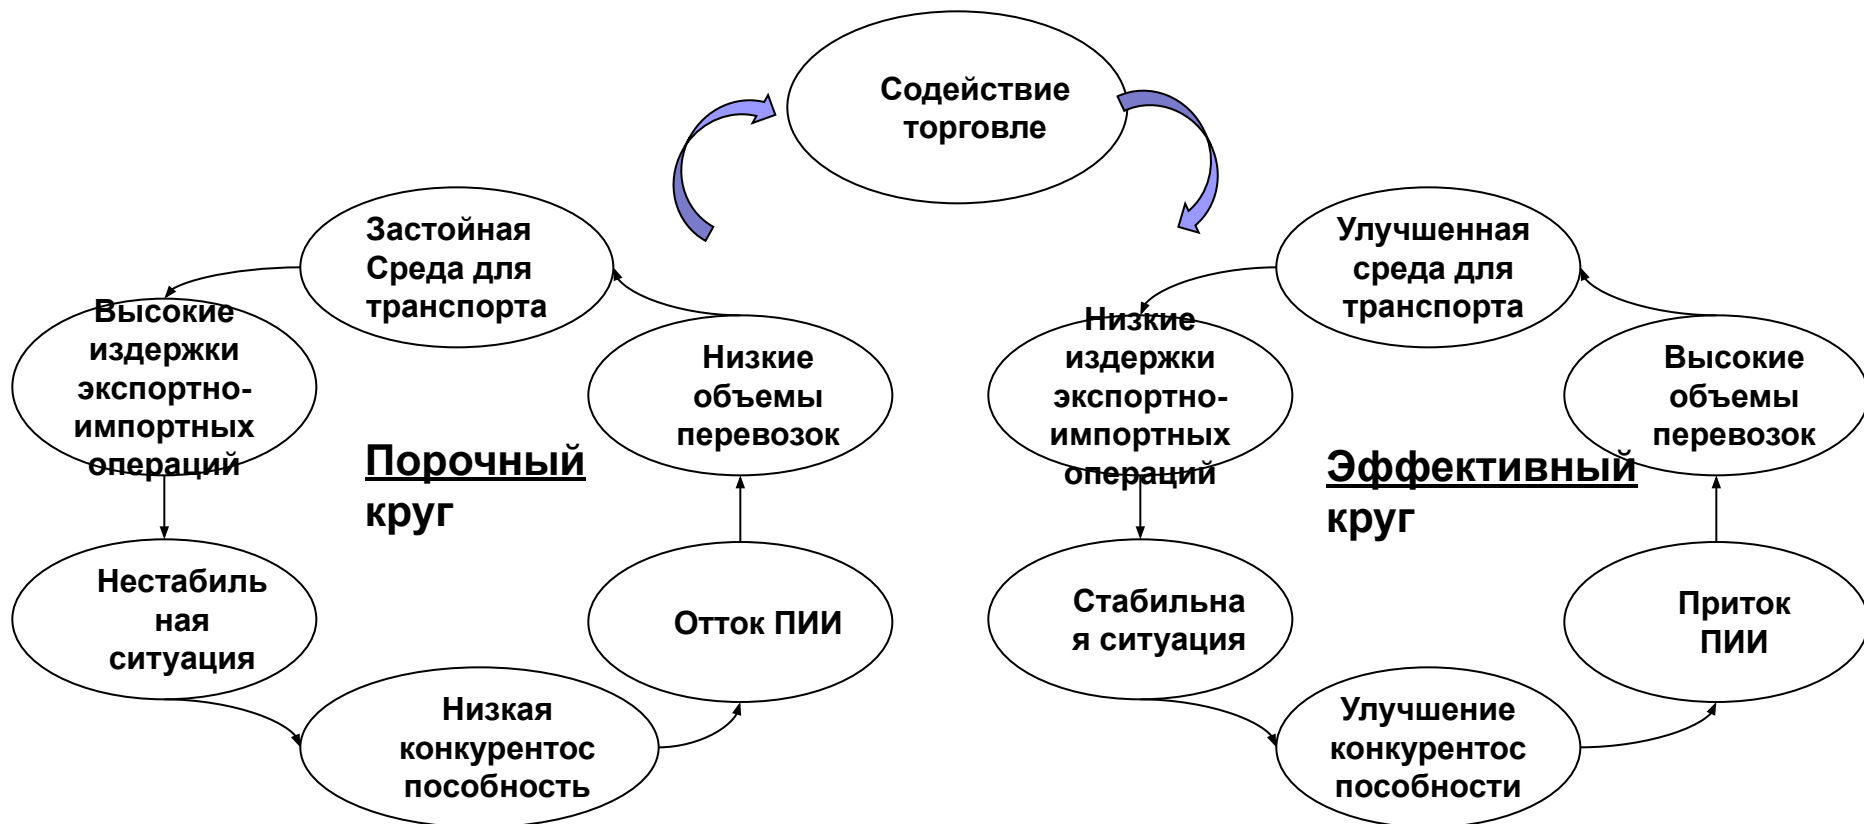 Содействие
торговле
Застойная
Среда для
транспорта
Высокие
издержки
экспортно-
импортных
операций
Низкие
объемы
перевозок
Порочный
круг
Нестабиль
ная
ситуация
Отток ПИИ
Низкая
конкурентос
пособность
Улучшенная
среда для
транспорта
Низкие
издержки
экспортно-
импортных
операций
Высокие
объемы
перевозок
Эффективный
круг
Стабильна
я ситуация
Приток
ПИИ
Улучшение
конкурентос
пособности